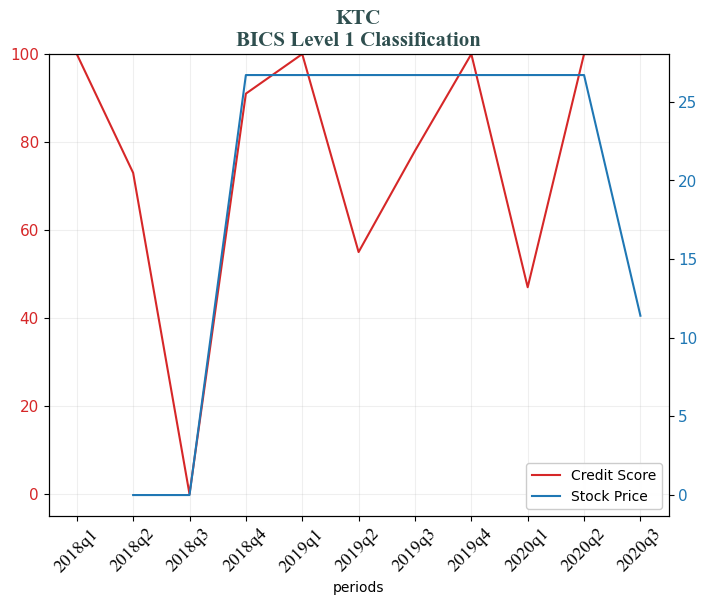 KTC
BICS Level 1 Classification
100
80
60
40
20
0
25
20
15
10
5
0
Credit Score
Stock Price
2018q1
2018q2
2018q3
2018q4
2019q1
2019q2
2019q3
2019q4
2020q1
2020q2
2020q3
periods